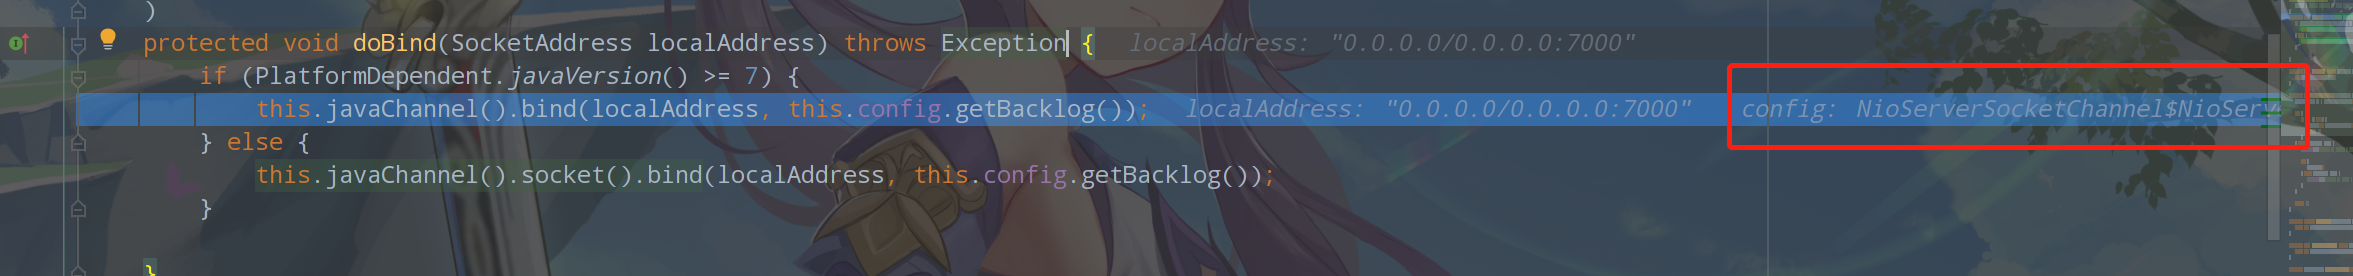 )
protected void doBind(SocketAddress localAddress) throws Exception { localAddress: "0.0.0.0/0.0.0.0:7000"
if (PlatformDependent.javaVersion() >= 7) {
this.javaChannel().bind(localAddress, this.config.getBacklog()); localAddress: "0.0.0.0/0.0.0.0:7000" config: NioServerSocketChannel$NioServ
} else {
this.javaChannel().socket().bind(localAddress, this.config.getBacklog());
}
}